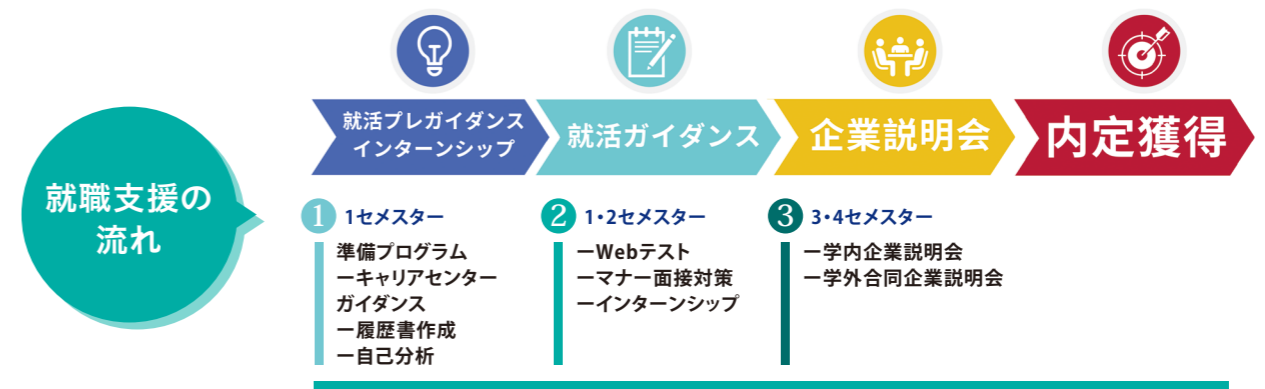 就職支援の
流れ
就活プレガイダンス
インターンシップ
就活ガイダンス
企業説明会
内定獲得
1 1セメスター
準備プログラム
ーキャリアセンター
ガイダンス
ー履歴書作成
ー自己分析
2 1・2セメスター
ーWebテスト
ーマナー面接対策
ーインターンシップ
3 3・4セメスター
ー学内企業説明会
ー学外合同企業説明会